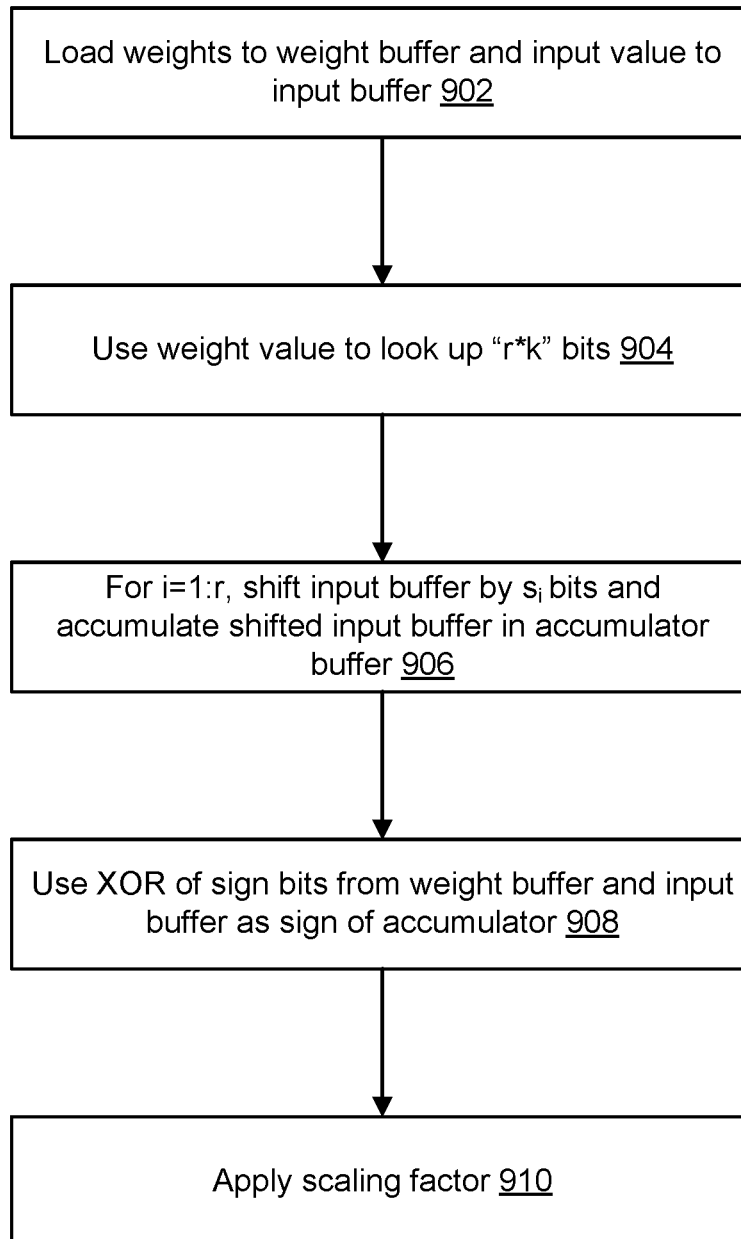 Load weights to weight buffer and input value to
input buffer 902
Use weight value to look up “r*k” bits 904
For i=1:r, shift input buffer by sᵢ bits and
accumulate shifted input buffer in accumulator
buffer 906
Use XOR of sign bits from weight buffer and input
buffer as sign of accumulator 908
Apply scaling factor 910